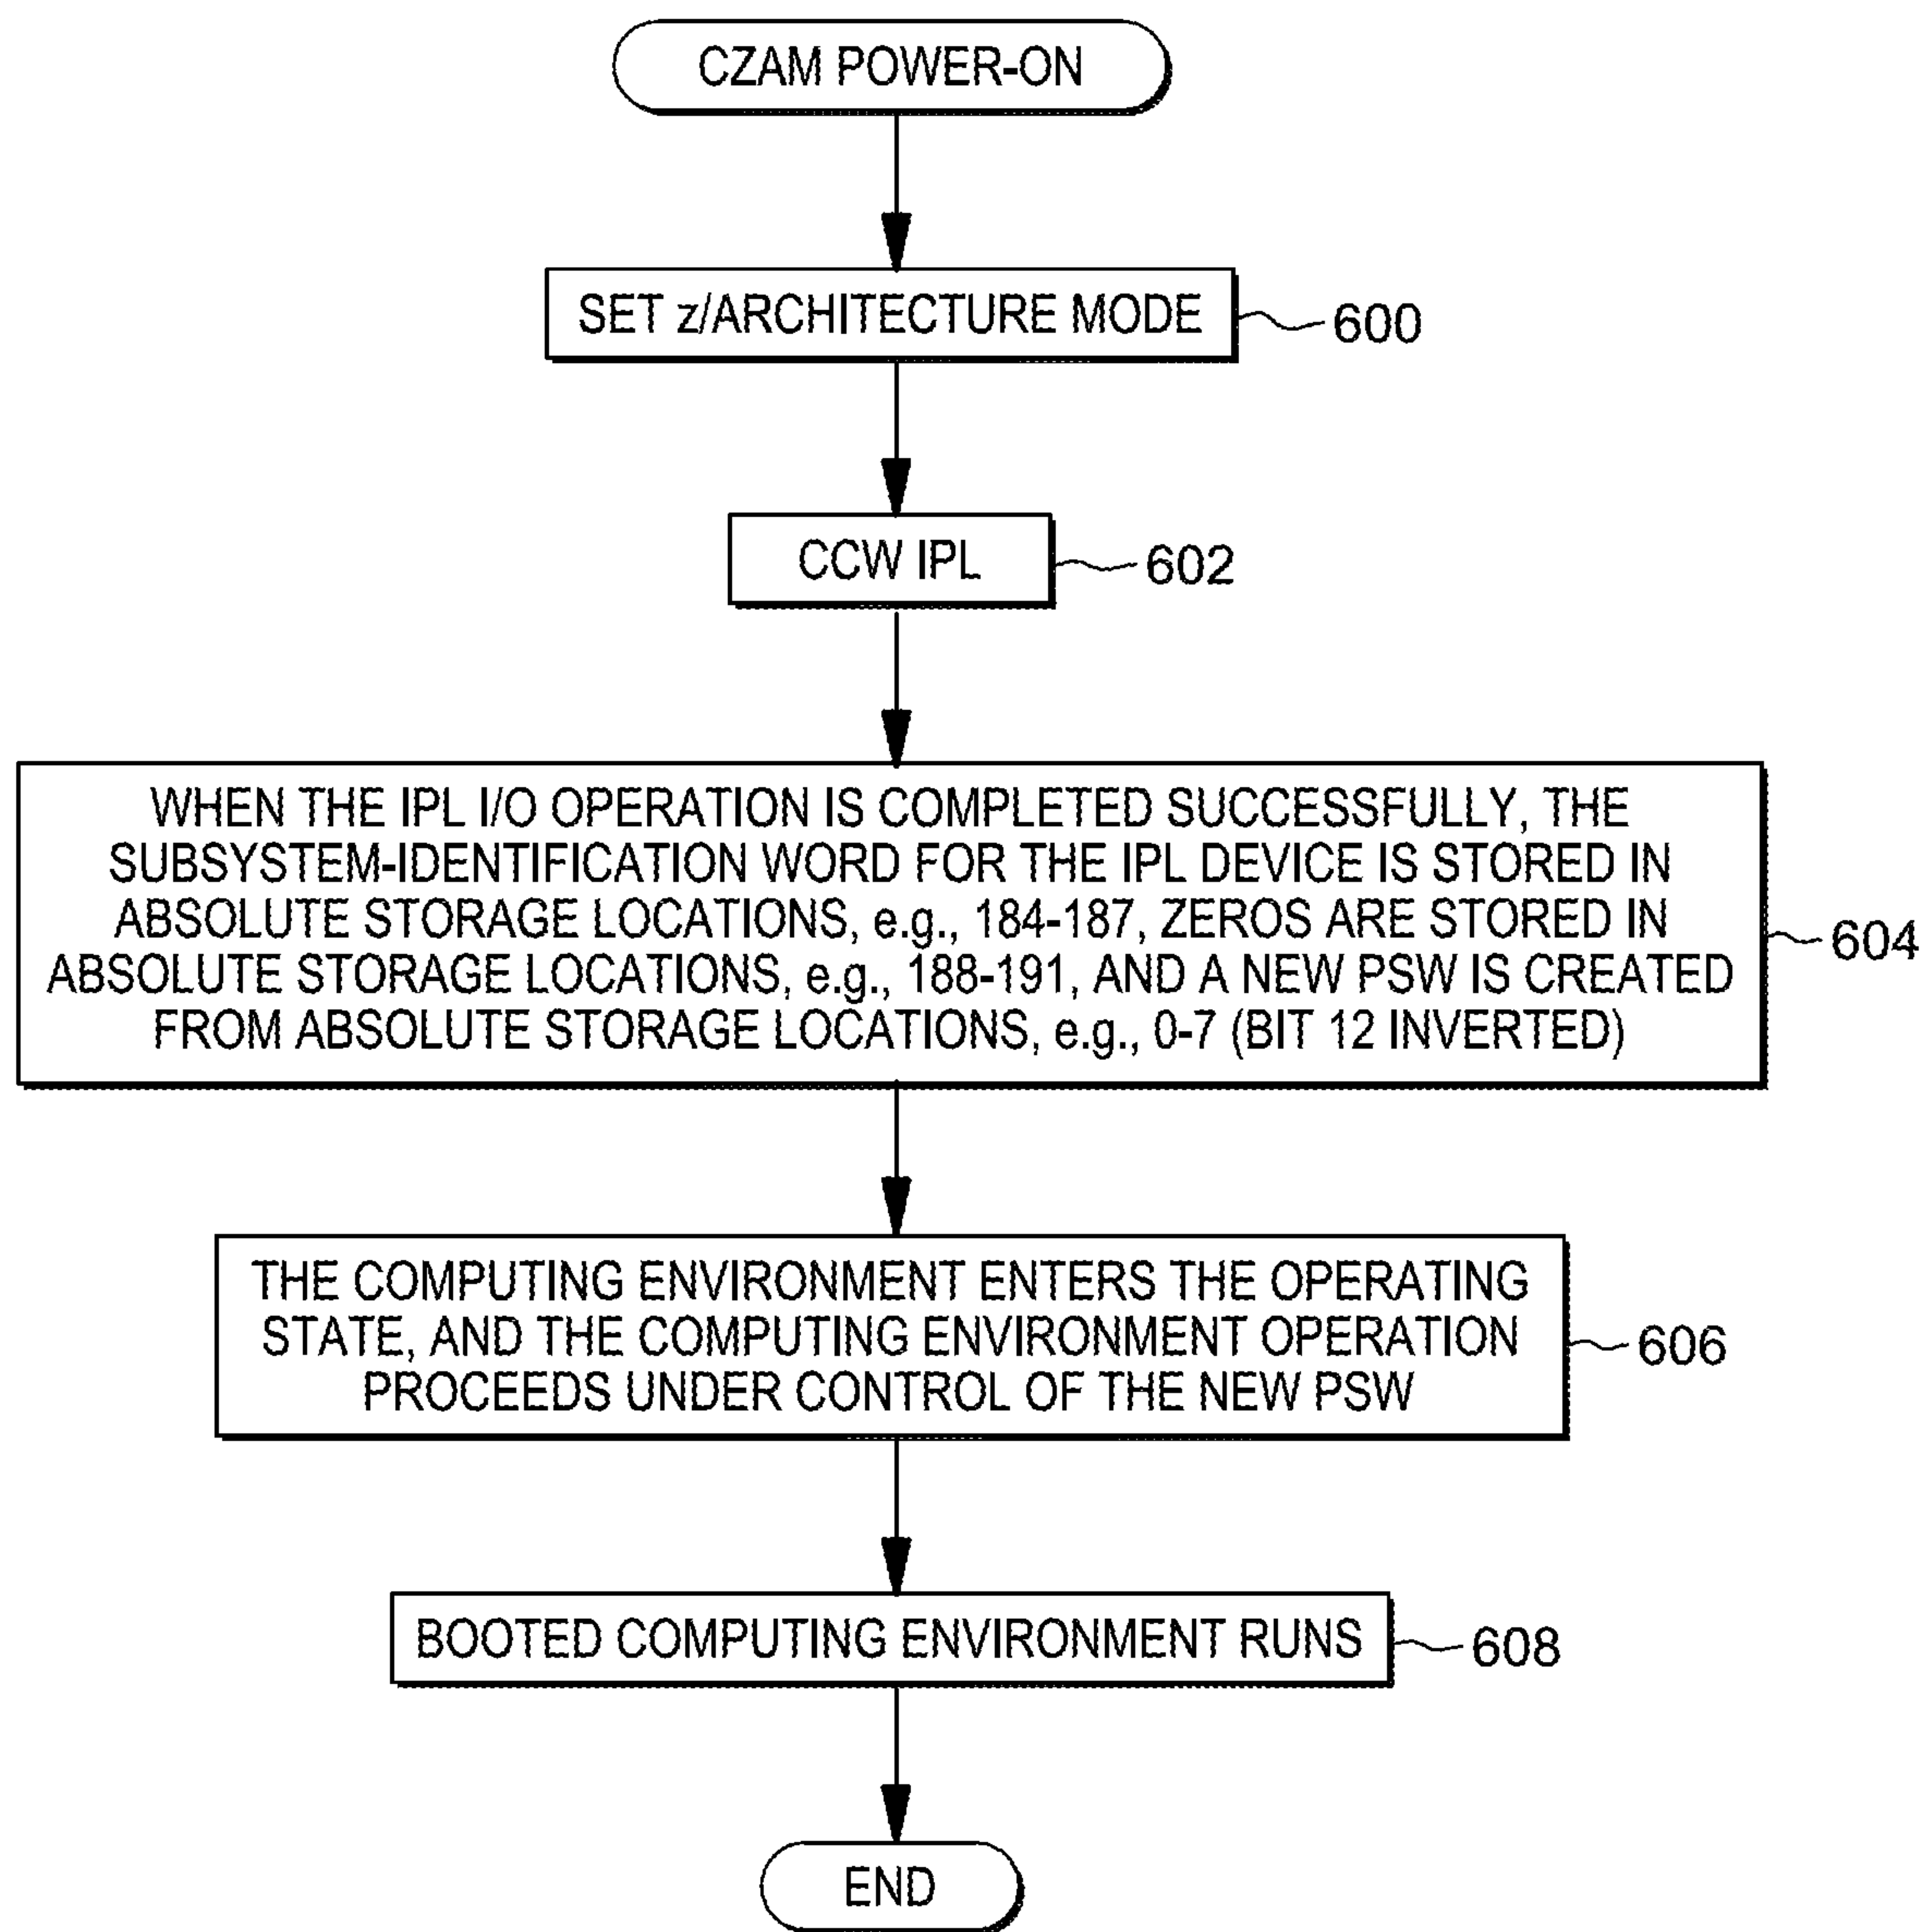 CZAM POWER-ON
SET z/ARCHITECTURE MODE
600
CCW IPL
602
WHEN THE IPL I/O OPERATION IS COMPLETED SUCCESSFULLY, THE
SUBSYSTEM-IDENTIFICATION WORD FOR THE IPL DEVICE IS STORED IN
ABSOLUTE STORAGE LOCATIONS, e.g., 184-187, ZEROS ARE STORED IN
ABSOLUTE STORAGE LOCATIONS, e.g., 188-191, AND A NEW PSW IS CREATED
FROM ABSOLUTE STORAGE LOCATIONS, e.g., 0-7 (BIT 12 INVERTED)
604
THE COMPUTING ENVIRONMENT ENTERS THE OPERATING
STATE, AND THE COMPUTING ENVIRONMENT OPERATION
PROCEEDS UNDER CONTROL OF THE NEW PSW
606
BOOTED COMPUTING ENVIRONMENT RUNS
608
END